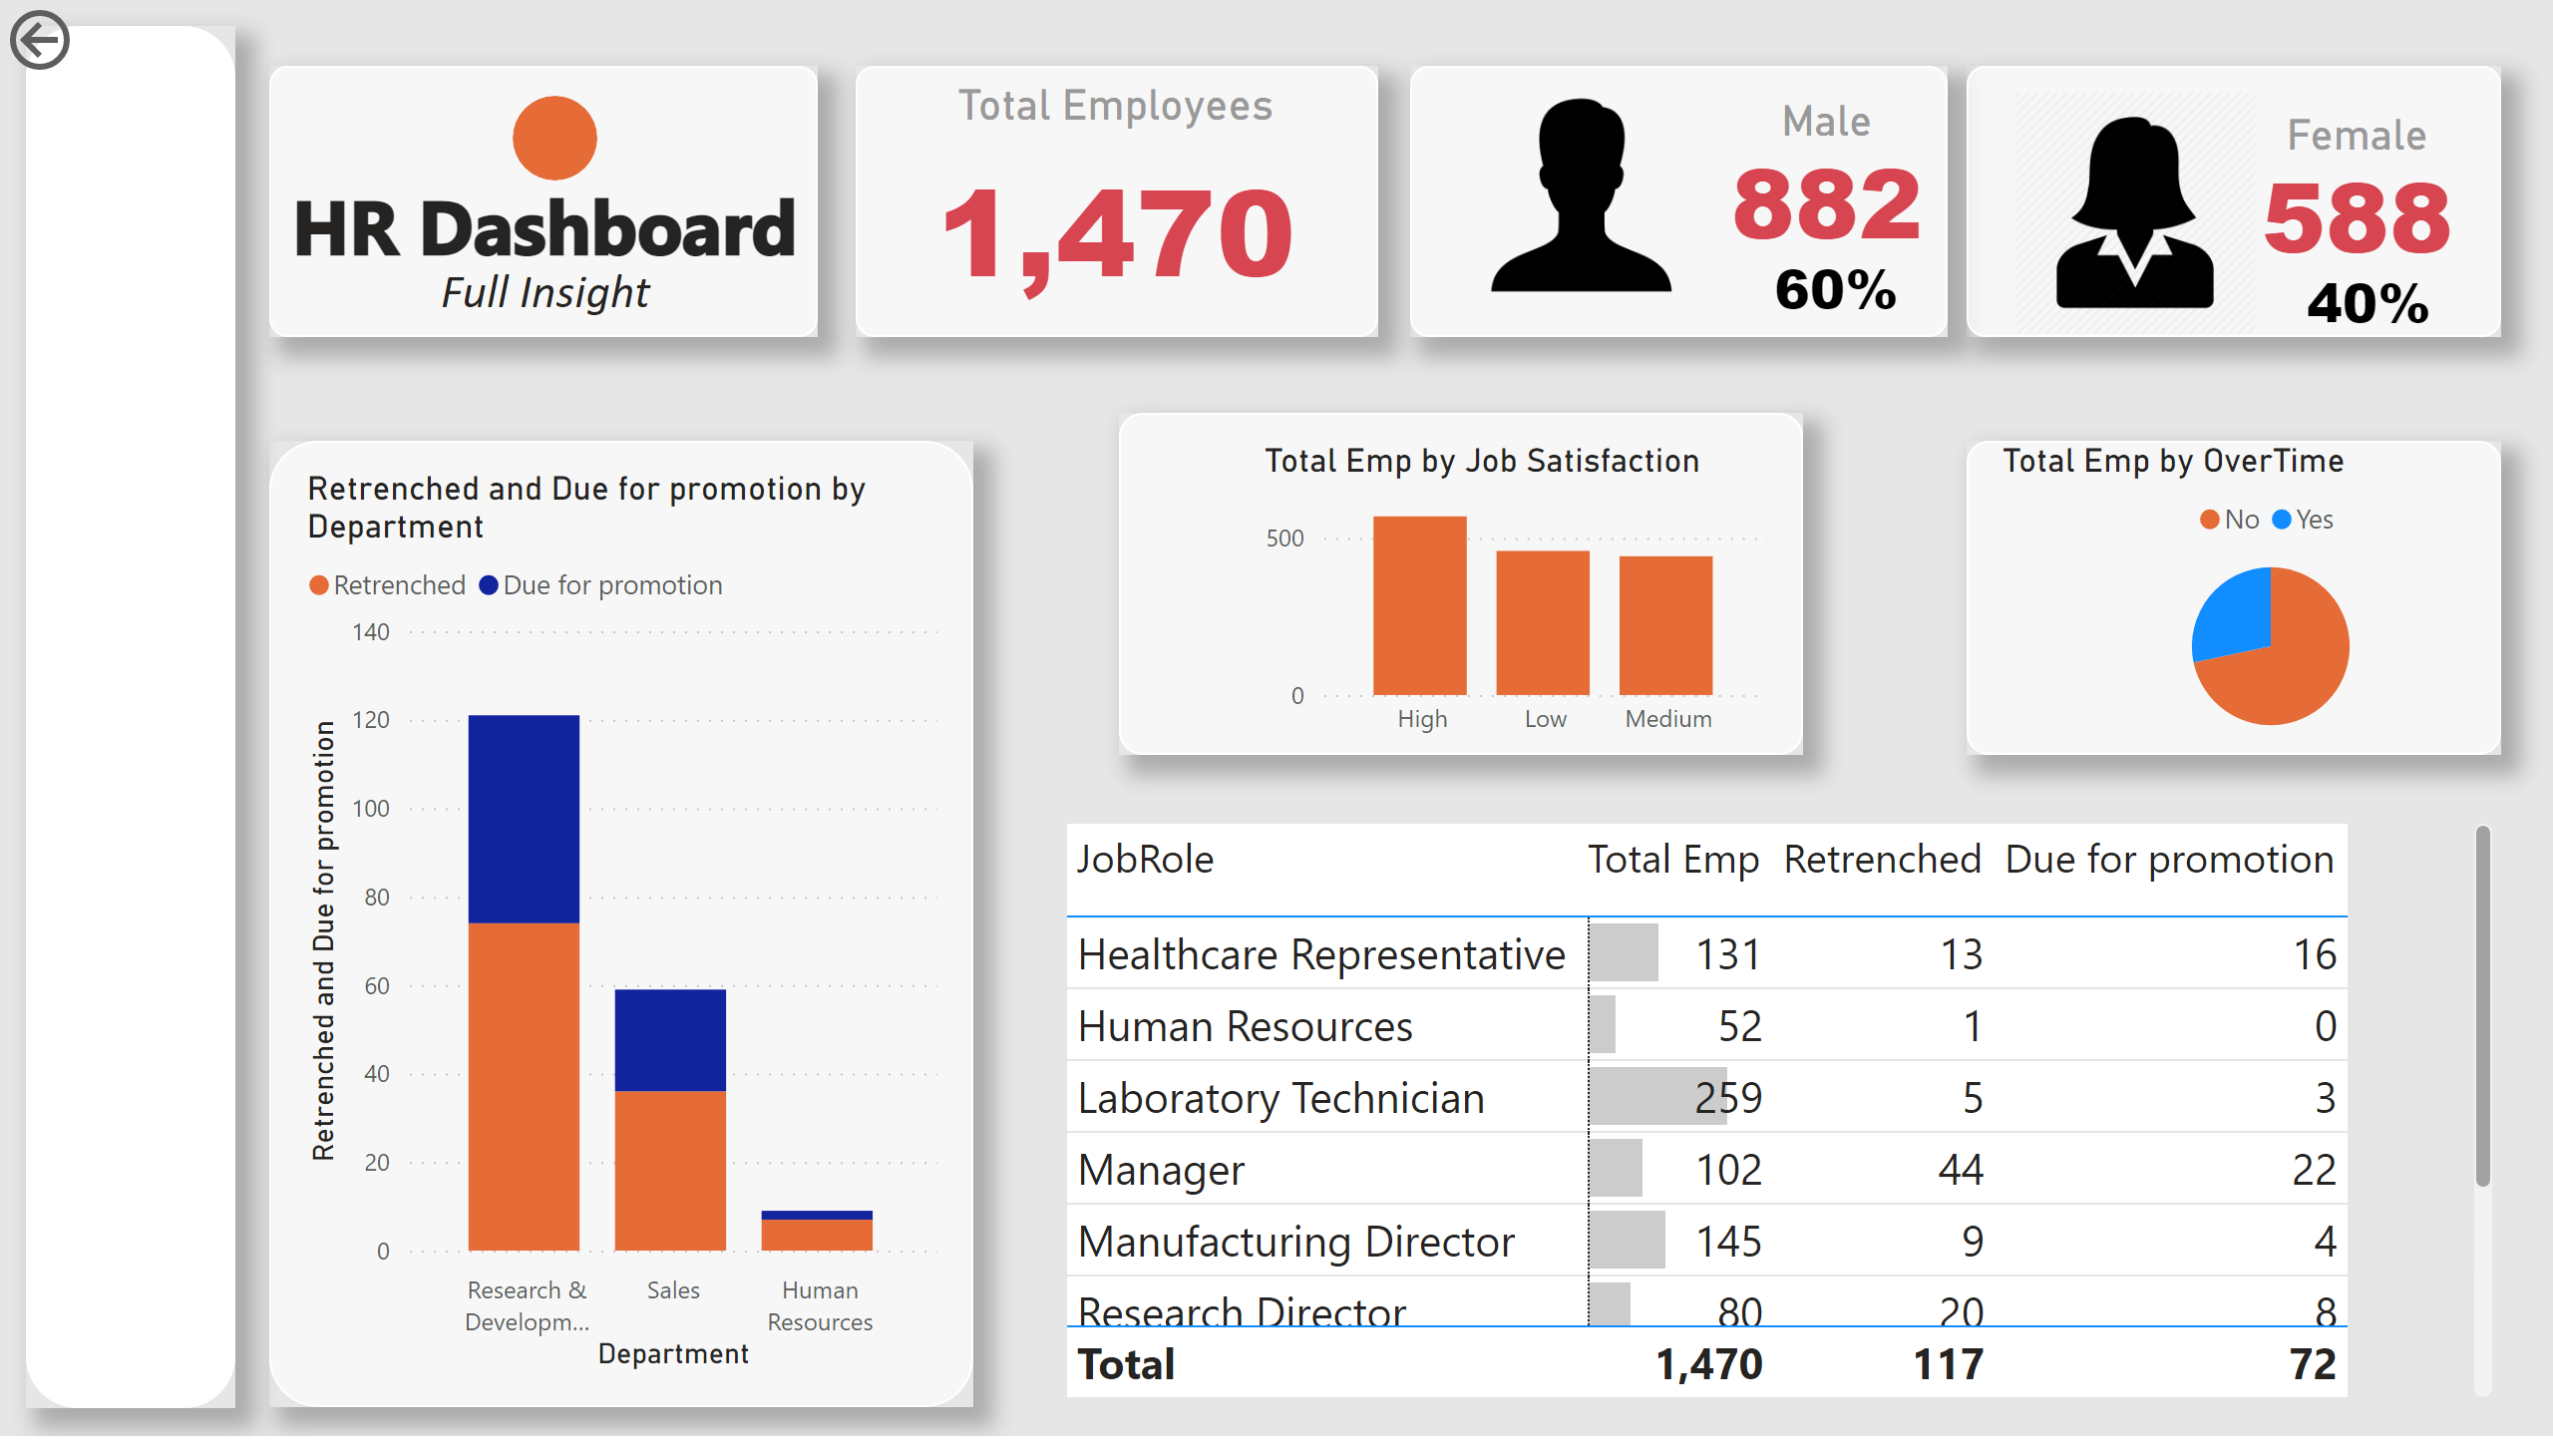 HR Dashboard
Full Insight
Total Employees
1,470
Male
882
60%
Female
588
40%
Retrenched and Due for promotion by
Department
Retrenched Due for promotion
Retrenched and Due for promotion
140
120
100
80
60
40
20
0
Research &
Developm...
Sales
Human
Resources
Department
Total Emp by Job Satisfaction
500
0
High Low Medium
Total Emp by OverTime
No Yes
JobRole Total Emp Retrenched Due for promotion
Healthcare Representative 131 13 16
Human Resources 52 1 0
Laboratory Technician 259 5 3
Manager 102 44 22
Manufacturing Director 145 9 4
Research Director 80 20 8
Total 1,470 117 72